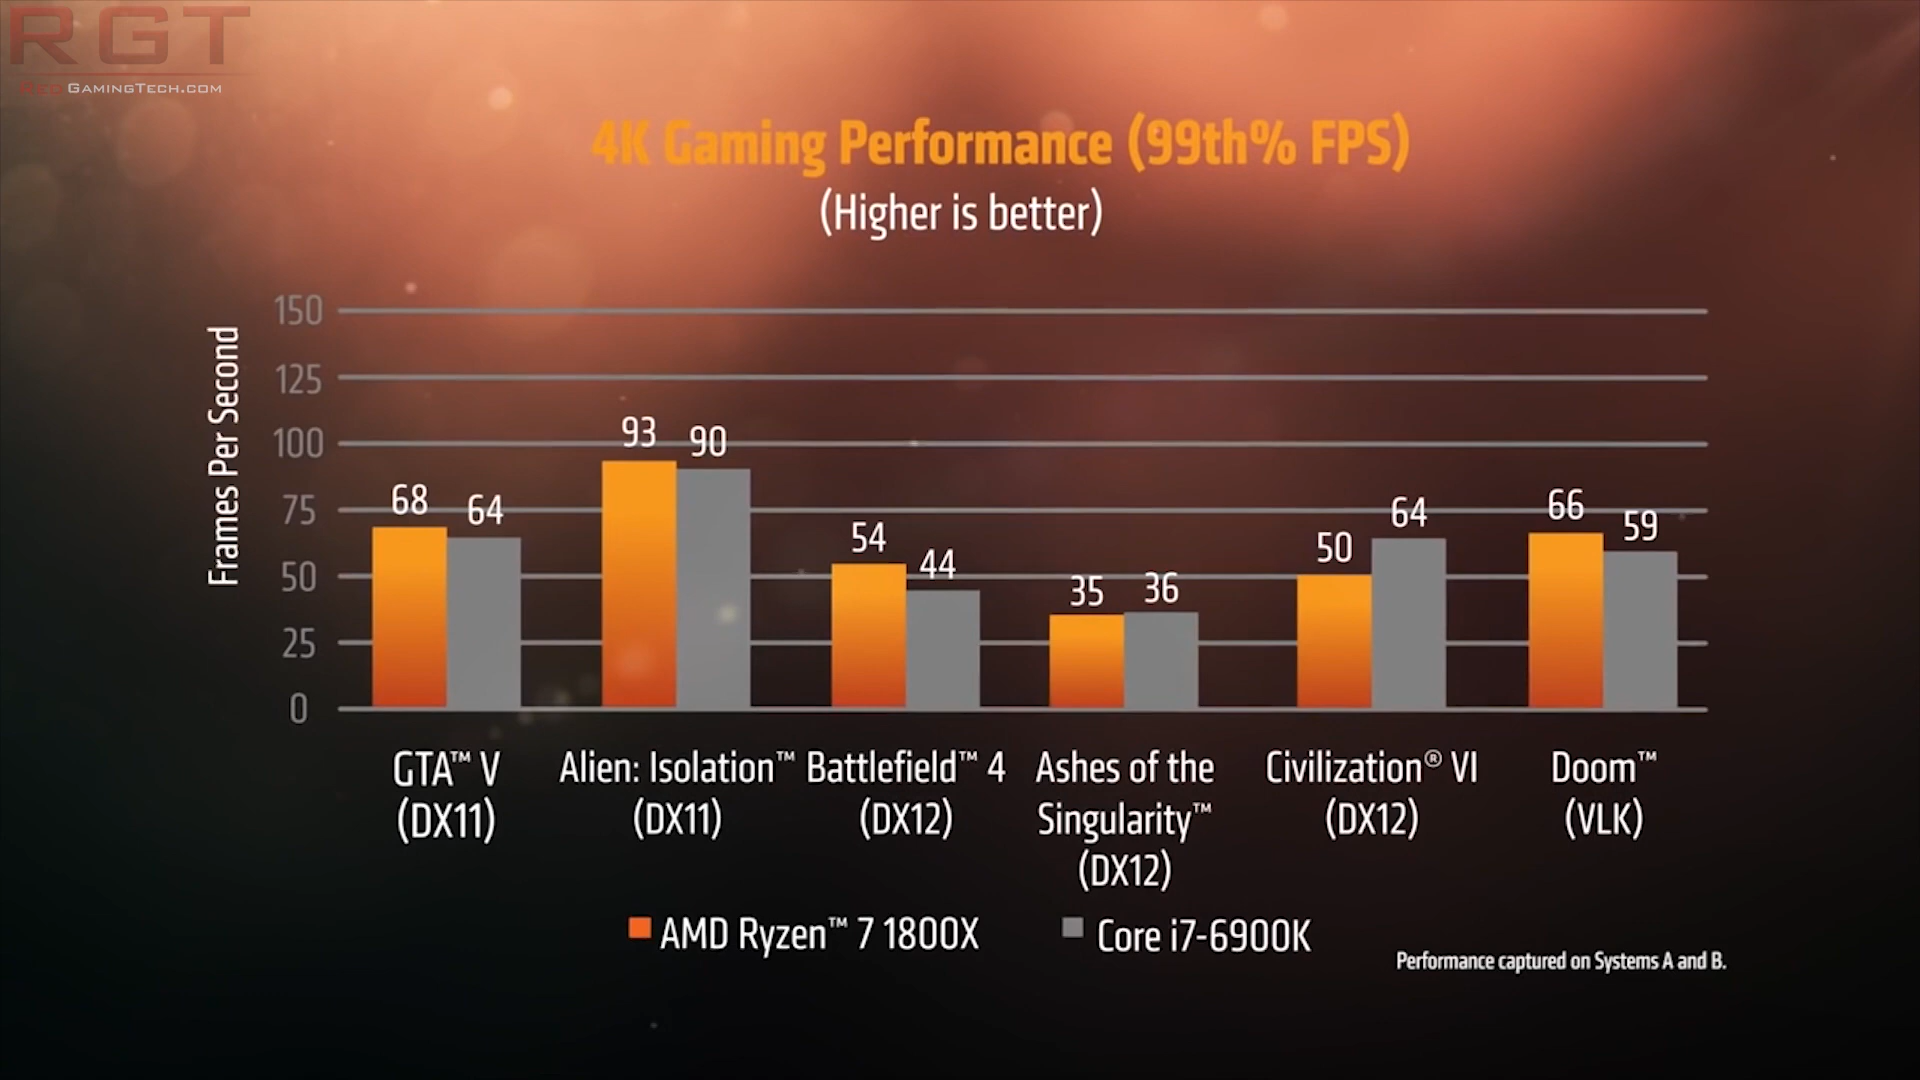 RGT
RED GAMINGTECH.COM
4K Gaming Performance (99th% FPS)
(Higher is better)
Frames Per Second
150
125
100
75
50
25
0
68 64
93 90
54 44
35 36
50 64
66 59
GTA™ V
(DX11)
Alien: Isolation™
(DX11)
Battlefield™ 4
(DX12)
Ashes of the
Singularity™
(DX12)
Civilization® VI
(DX12)
Doom™
(VLK)
AMD Ryzen™ 7 1800X
Core i7-6900K
Performance captured on Systems A and B.